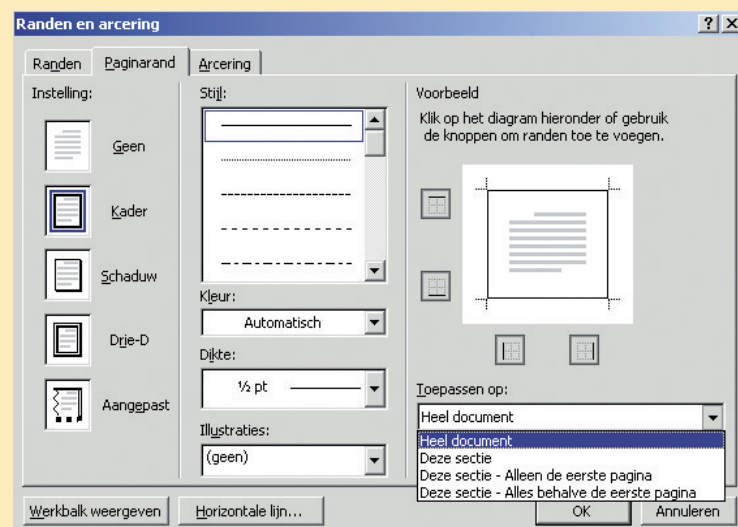 Randen en arcering
Randen
Paginarand
Arcering
Instelling:
Geen
Kader
Schaduw
Drie-D
Aangepast
Stijl:
Kleur:
Automatisch
Dikte:
½ pt
Illustraties:
(geen)
Voorbeeld
Klik op het diagram hieronder of gebruik
de knoppen om randen toe te voegen.
Toepassen op:
Heel document
Heel document
Deze sectie
Deze sectie - Alleen de eerste pagina
Deze sectie - Alles behalve de eerste pagina
Werkbalk weergeven
Horizontale lijn...
OK
Annuleren